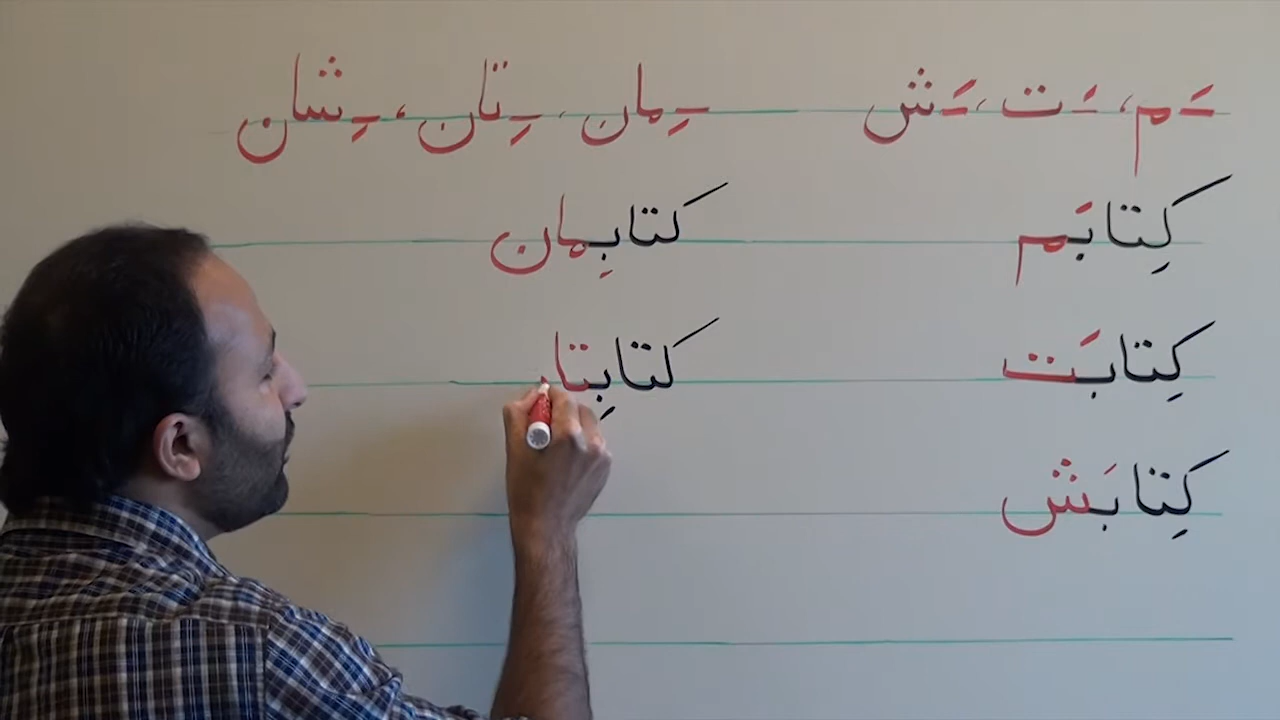 ـَم، ـَت، ـَش ـِمان، ـِتان، ـِشان
کِتابَم کتابِمان
کِتابَت کتابِتا
کِتابَش